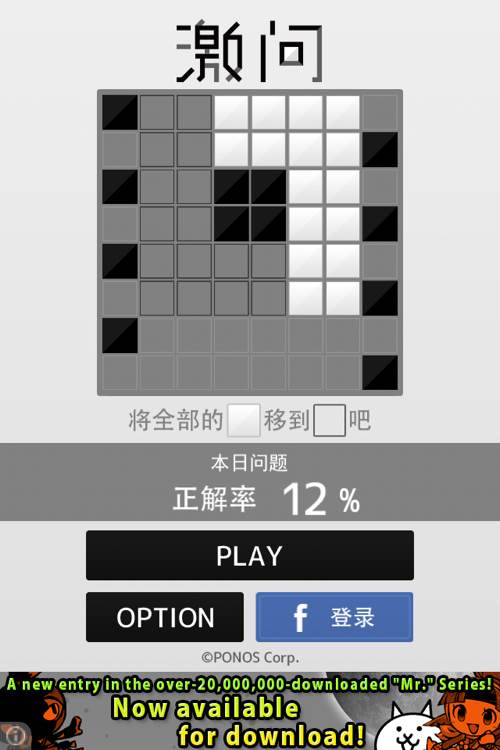 激问
将全部的 移到 吧
本日问题
正解率 12 %
PLAY
OPTION
f 登录
©PONOS Corp.
A new entry in the over-20,000,000-downloaded "Mr." Series!
Now available
for download!